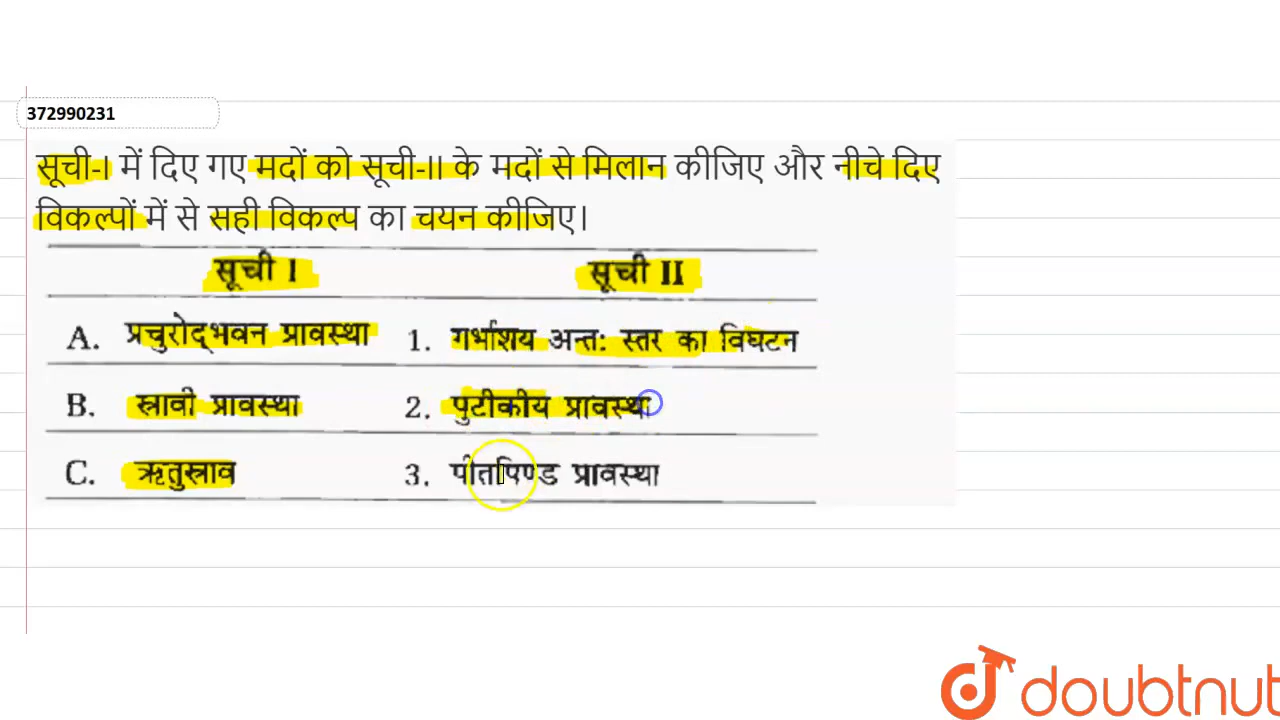 372990231
सूची-I में दिए गए मदों को सूची-II के मदों से मिलान कीजिए और नीचे दिए
विकल्पों में से सही विकल्प का चयन कीजिए।
सूची I सूची II
A. प्रचुरोद्भवन प्रावस्था 1. गर्भाशय अन्त: स्तर का विघटन
B. स्त्रावी प्रावस्था 2. पुटीकीय प्रावस्था
C. ऋतुस्राव 3. पीतपिण्ड प्रावस्था
doubtnut